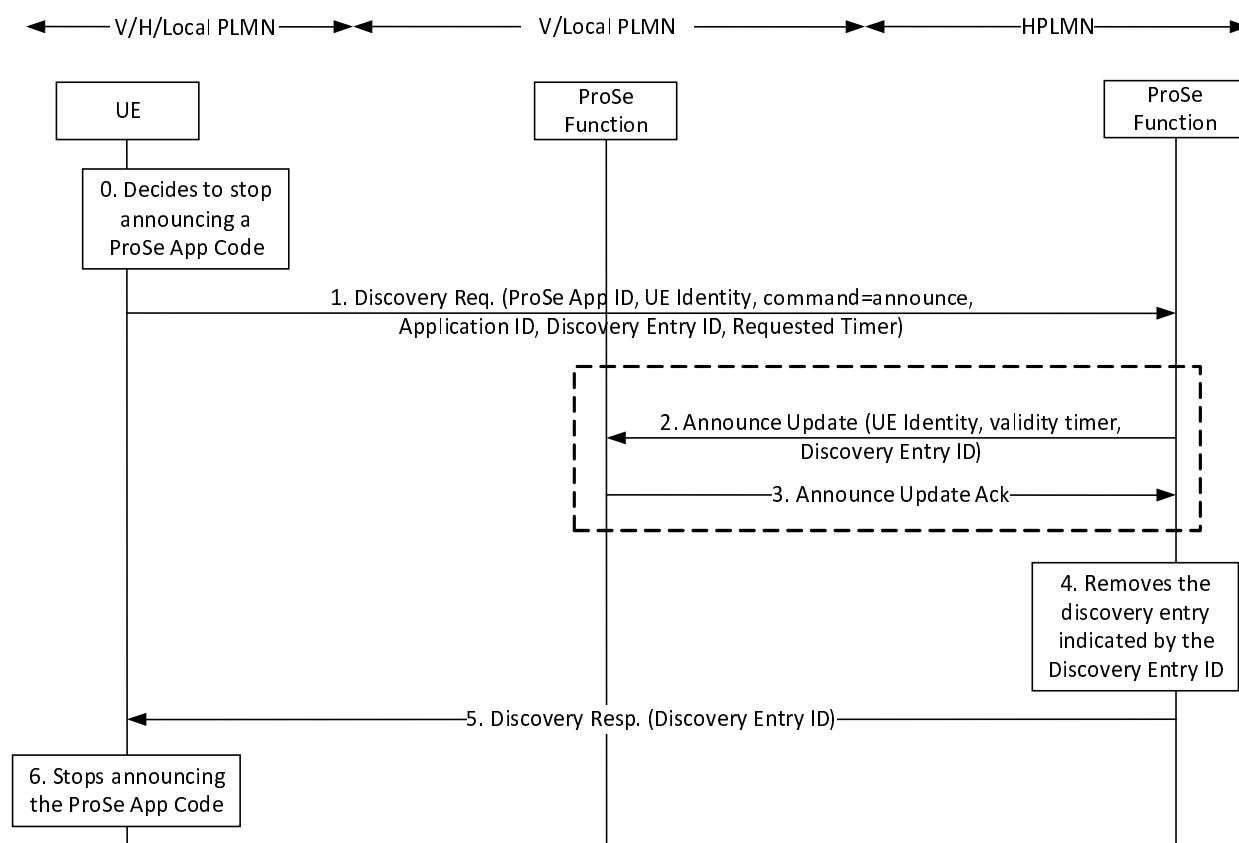 V/H/Local PLMN
V/Local PLMN
HPLMN
UE
ProSe
Function
ProSe
Function
0. Decides to stop
announcing a
ProSe App Code
1. Discovery Req. (ProSe App ID, UE Identity, command=announce,
Application ID, Discovery Entry ID, Requested Timer)
2. Announce Update (UE Identity, validity timer,
Discovery Entry ID)
3. Announce Update Ack
4. Removes the
discovery entry
indicated by the
Discovery Entry ID
5. Discovery Resp. (Discovery Entry ID)
6. Stops announcing
the ProSe App Code